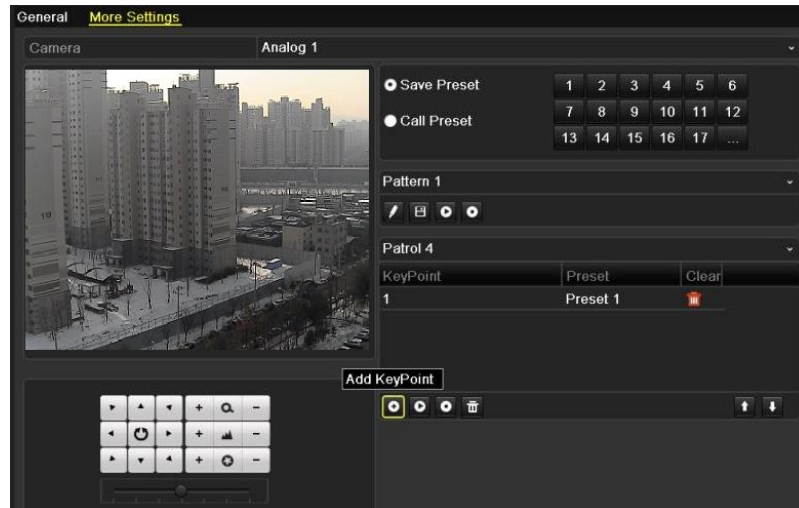 General More Settings
Camera Analog 1
Save Preset
Call Preset
1 2 3 4 5 6
7 8 9 10 11 12
13 14 15 16 17 ...
Pattern 1
Patrol 4
KeyPoint Preset Clear
1 Preset 1
Add KeyPoint